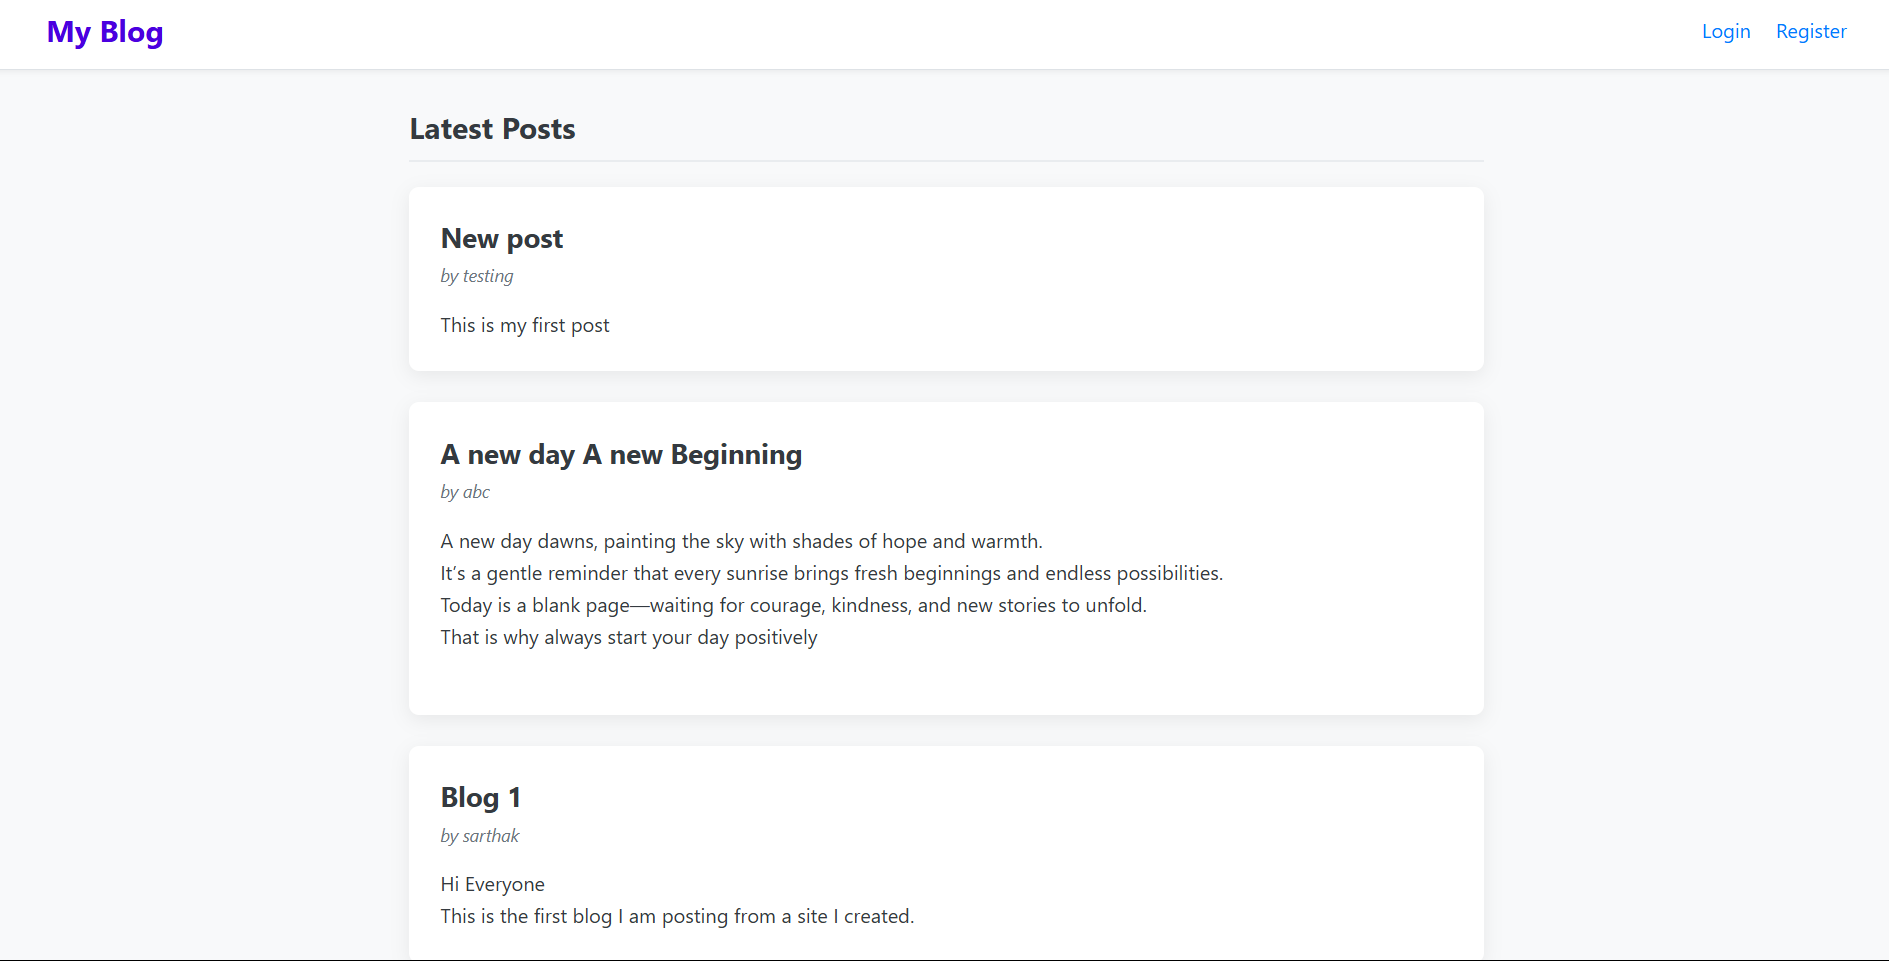 My Blog
Login Register
Latest Posts
New post
by testing
This is my first post
A new day A new Beginning
by abc
A new day dawns, painting the sky with shades of hope and warmth.
It’s a gentle reminder that every sunrise brings fresh beginnings and endless possibilities.
Today is a blank page—waiting for courage, kindness, and new stories to unfold.
That is why always start your day positively
Blog 1
by sarthak
Hi Everyone
This is the first blog I am posting from a site I created.